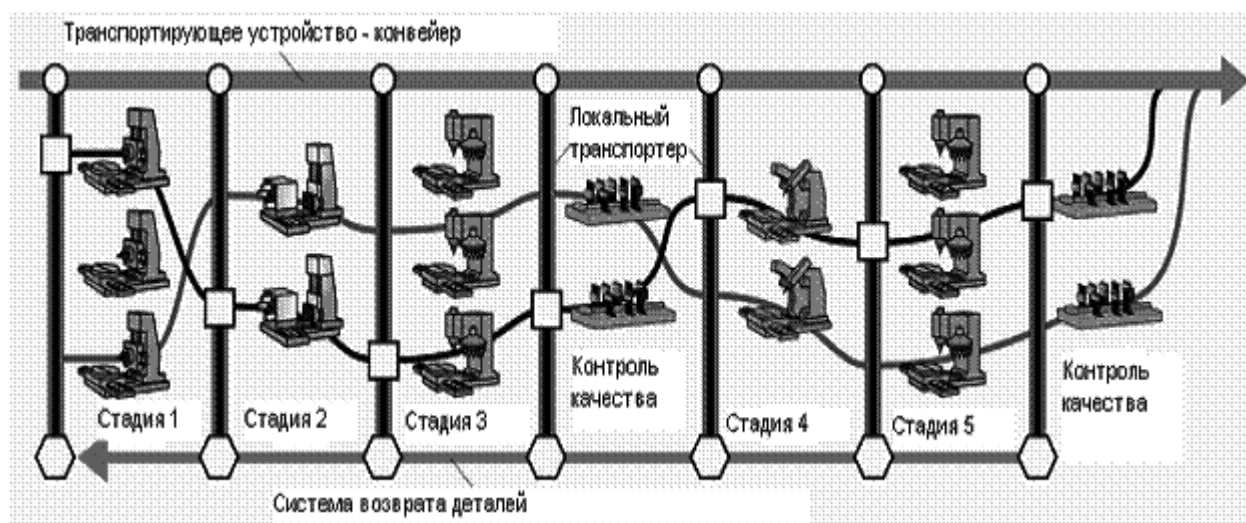 Транспортирующее устройство - конвейер
Локальный
транспортер
Контроль
качества
Контроль
качества
Стадия 1
Стадия 2
Стадия 3
Стадия 4
Стадия 5
Система возврата деталей